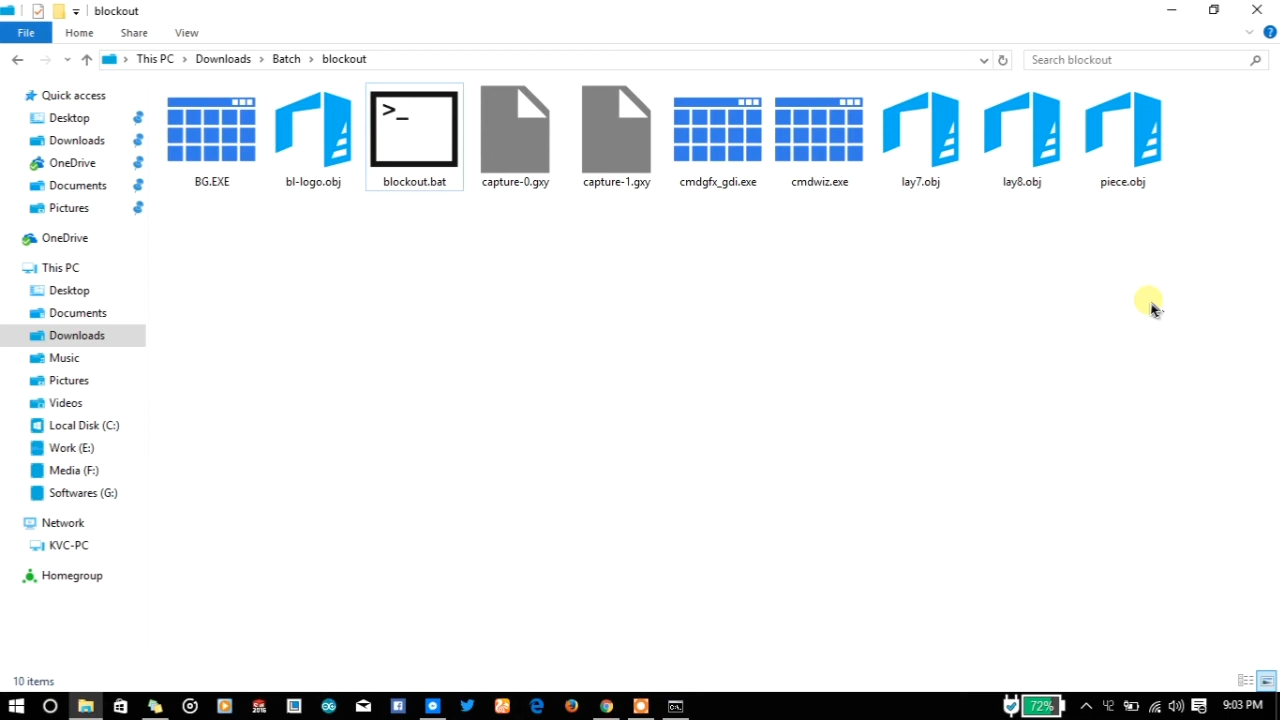 blockout
File Home Share View
This PC Downloads Batch blockout
Search blockout
Quick access
Desktop
Downloads
OneDrive
Documents
Pictures
OneDrive
This PC
Desktop
Documents
Downloads
Music
Pictures
Videos
Local Disk (C:)
Work (E:)
Media (F:)
Softwares (G:)
Network
KVC-PC
Homegroup
BG.EXE bl-logo.obj blockout.bat capture-0.gxy capture-1.gxy cmdgfx_gdi.exe cmdwiz.exe lay7.obj lay8.obj piece.obj
10 items
72% 9:03 PM